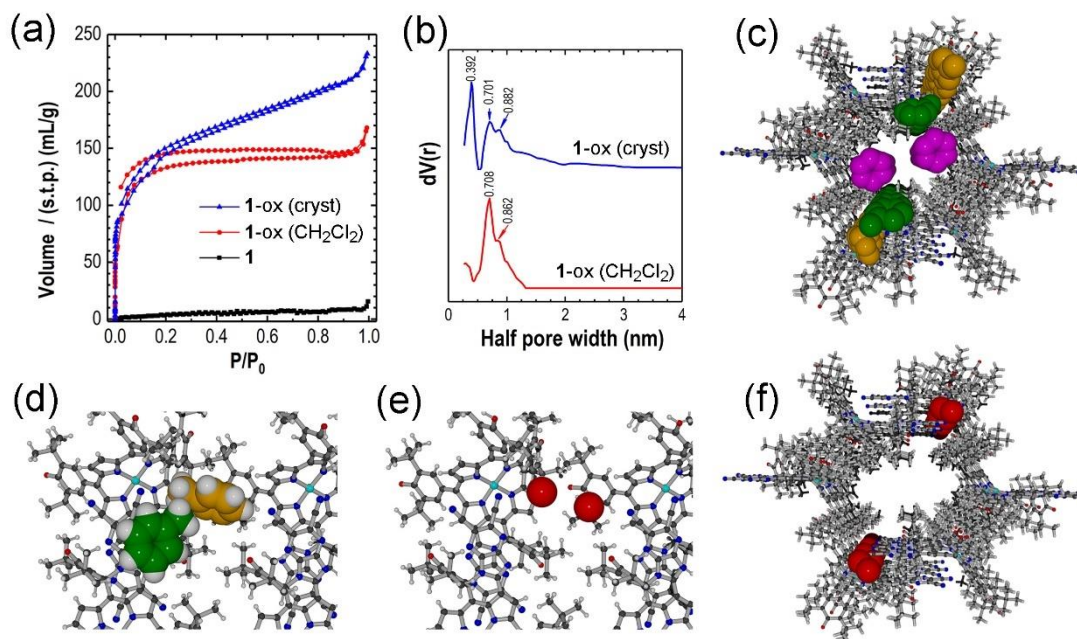 (a)
250
200
150
100
50
0
Volume / (s.t.p.) (mL/g)
1-ox (cryst)
1-ox (CH₂Cl₂)
1
0.0 0.2 0.4 0.6 0.8 1.0
P/P₀
(b)
dV(r)
0.392
0.701
0.882
1-ox (cryst)
0.708
0.862
1-ox (CH₂Cl₂)
0 1 2 3 4
Half pore width (nm)
(c)
(d)
(e)
(f)